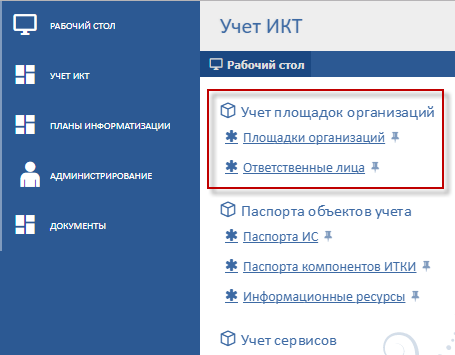 РАБОЧИЙ СТОЛ
УЧЕТ ИКТ
ПЛАНЫ ИНФОРМАТИЗАЦИИ
АДМИНИСТРИРОВАНИЕ
ДОКУМЕНТЫ
Учет ИКТ
Рабочий стол
Учет площадок организаций
Площадки организаций
Ответственные лица
Паспорта объектов учета
Паспорта ИС
Паспорта компонентов ИТКИ
Информационные ресурсы
Учет сервисов